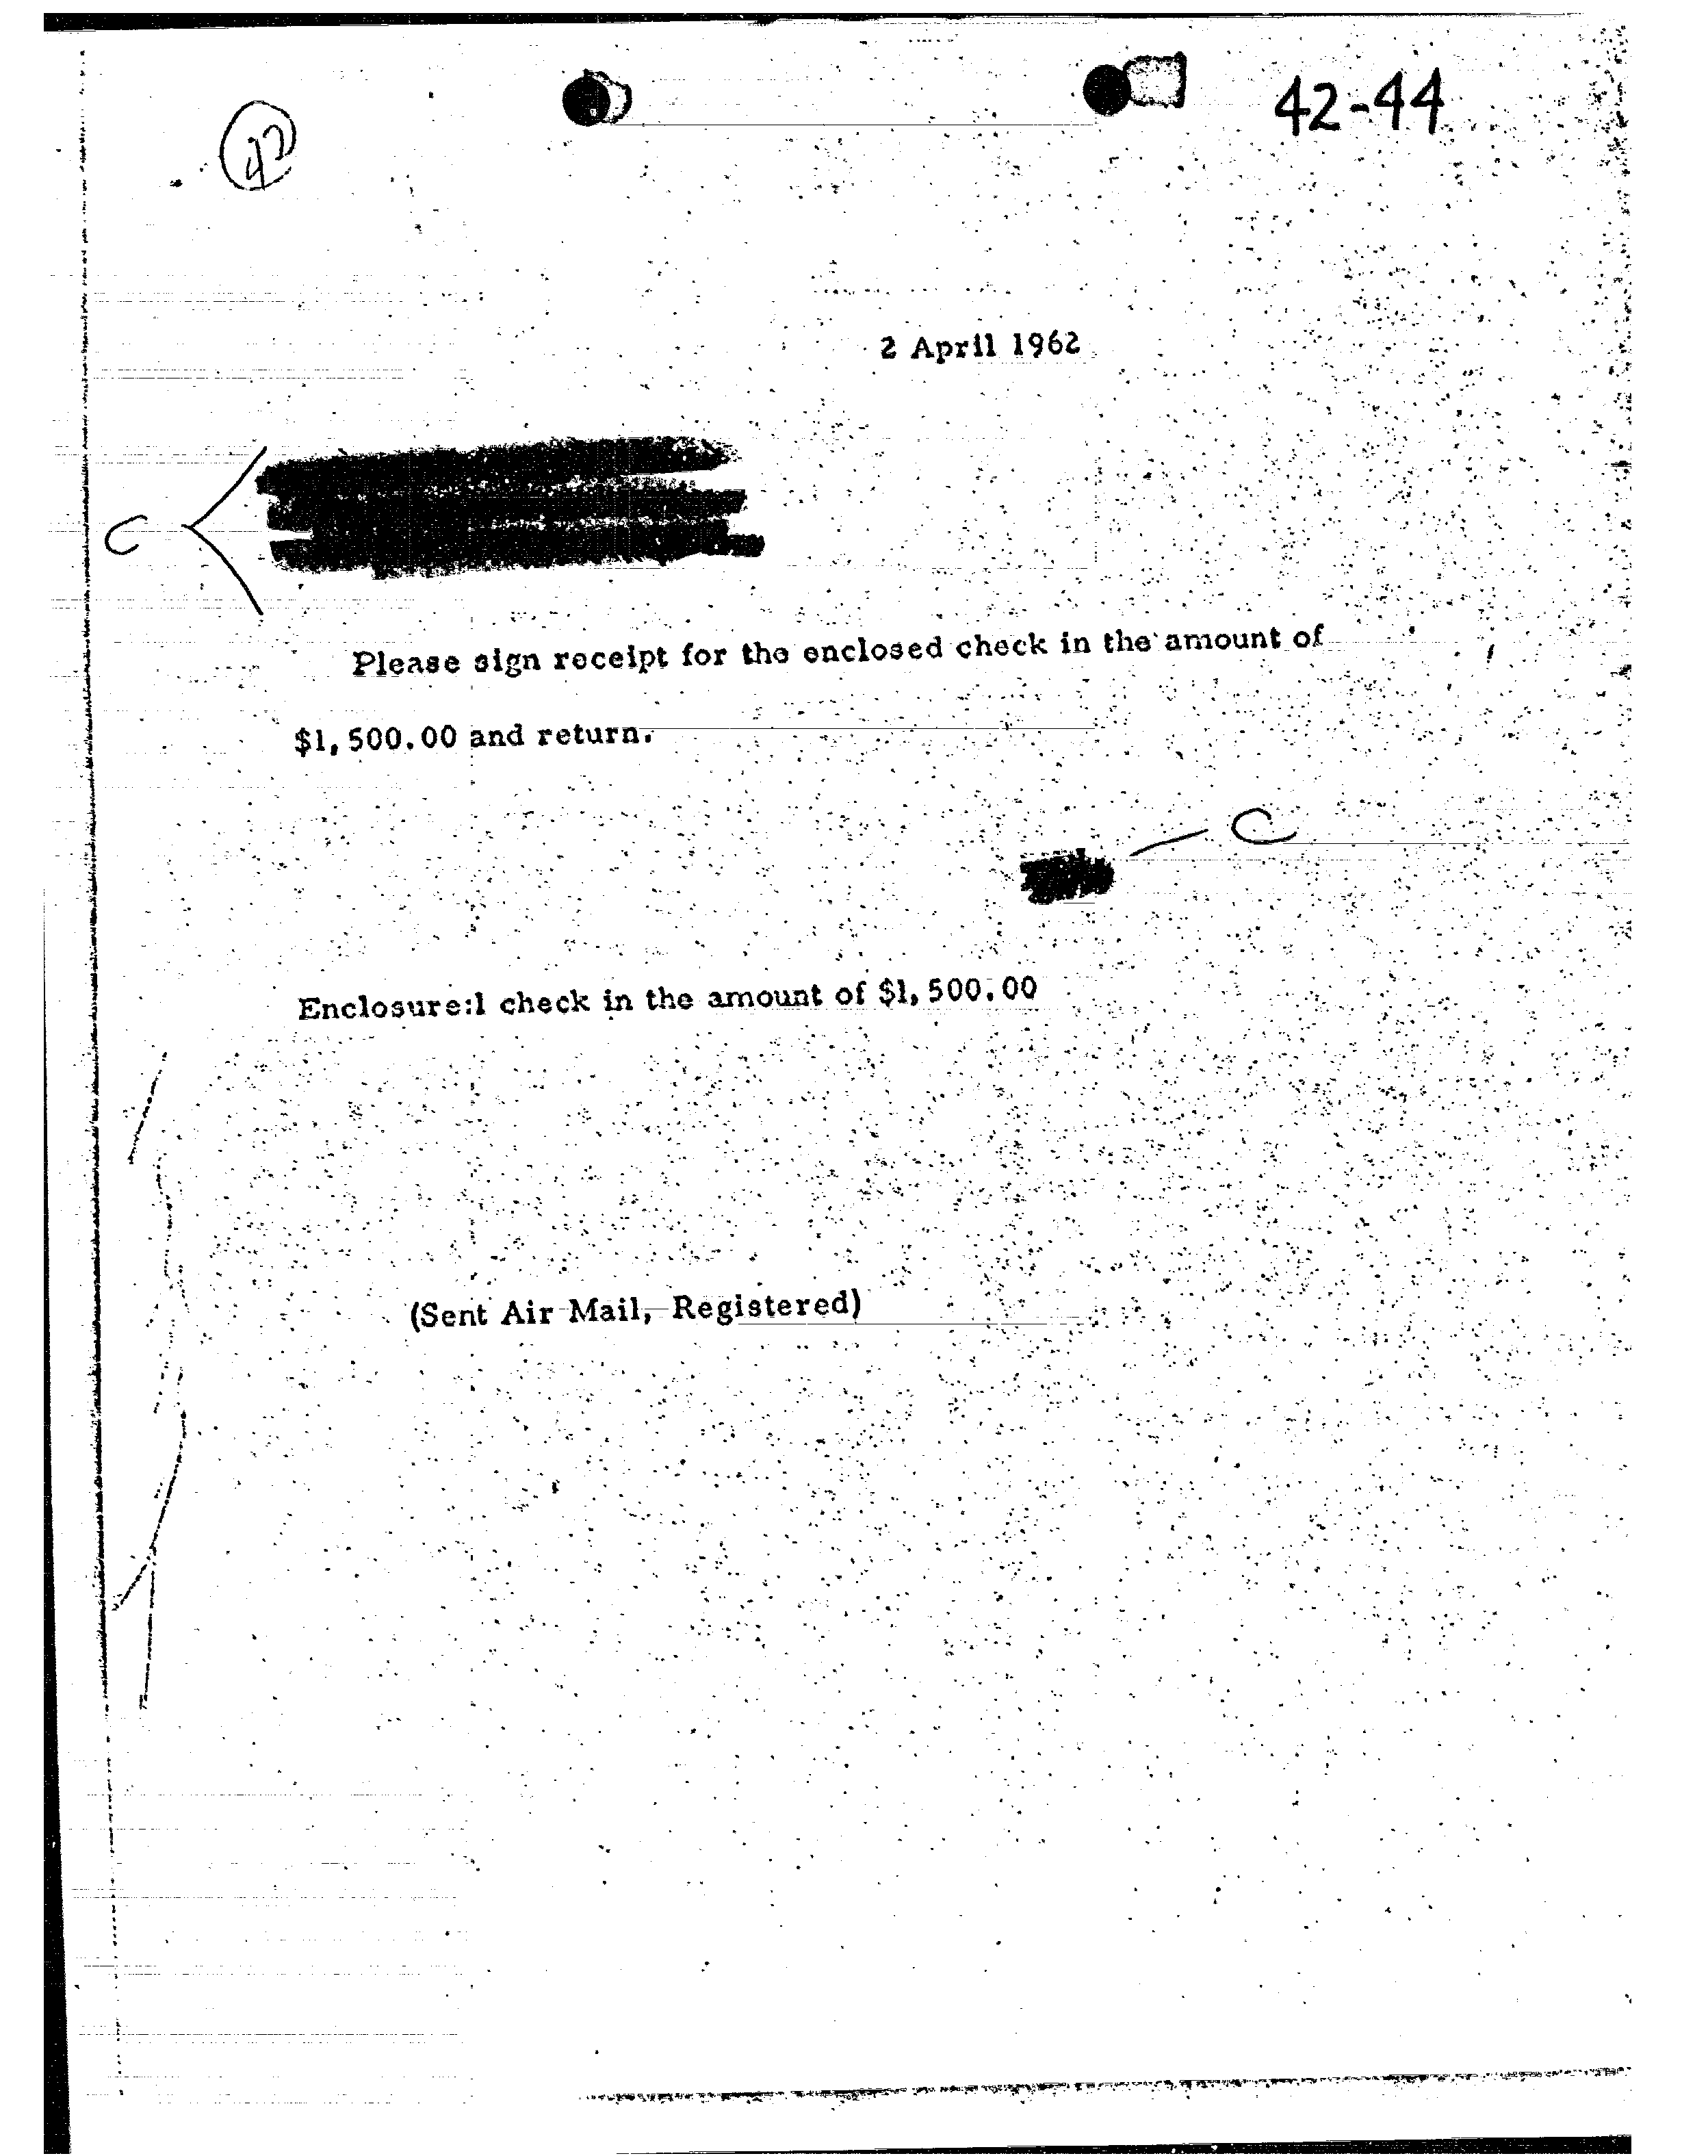 42-44
42
2 April 1962
C
Please sign receipt for the enclosed check in the amount of
$1,500.00 and return.
C
Enclosure:1 check in the amount of $1,500.00
(Sent Air Mail, Registered)